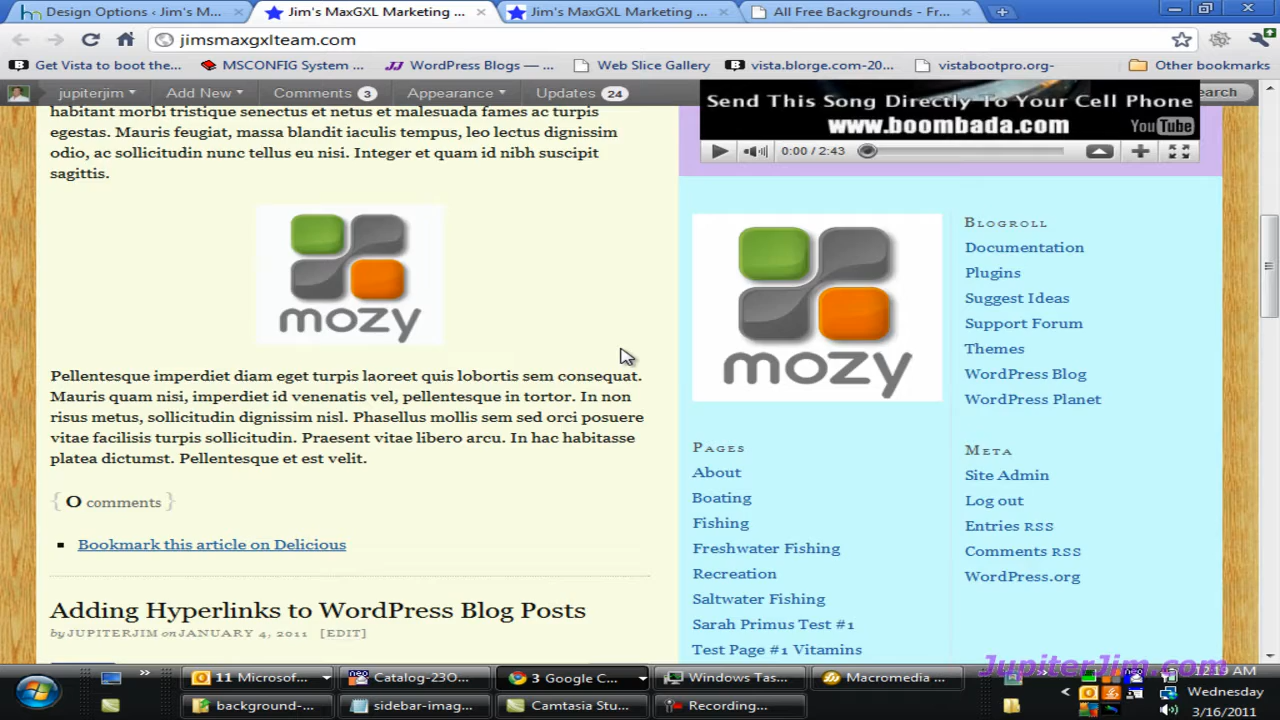 Design Options ‹ Jim's M...
Jim's MaxGXL Marketing ...
Jim's MaxGXL Marketing ...
All Free Backgrounds - Fr...
jimsmaxgxlteam.com
Get Vista to boot the...
MSCONFIG System ...
WordPress Blogs — ...
Web Slice Gallery
vista.blorge.com-20...
vistabootpro.org-
Other bookmarks
jupiterjim
Add New
Comments 3
Appearance
Updates 24
earch
habitant morbi tristique senectus et netus et malesuada fames ac turpis
egestas. Mauris feugiat, massa blandit iaculis tempus, leo lectus dignissim
odio, ac sollicitudin nunc tellus eu nisi. Integer et quam id nibh suscipit
sagittis.
mozy
Pellentesque imperdiet diam eget turpis laoreet quis lobortis sem consequat.
Mauris quam nisi, imperdiet id venenatis vel, pellentesque in tortor. In non
risus metus, sollicitudin dignissim nisl. Phasellus mollis sem sed orci posuere
vitae facilisis turpis sollicitudin. Praesent vitae libero arcu. In hac habitasse
platea dictumst. Pellentesque et est velit.
{ 0 comments }
Bookmark this article on Delicious
Adding Hyperlinks to WordPress Blog Posts
by JUPITERJIM on JANUARY 4, 2011 [EDIT]
Send This Song Directly To Your Cell Phone
www.boombada.com
YouTube
0:00 / 2:43
mozy
Pages
About
Boating
Fishing
Freshwater Fishing
Recreation
Saltwater Fishing
Sarah Primus Test #1
Test Page #1 Vitamins
Blogroll
Documentation
Plugins
Suggest Ideas
Support Forum
Themes
WordPress Blog
WordPress Planet
Meta
Site Admin
Log out
Entries RSS
Comments RSS
WordPress.org
JupiterJim.com
11 Microsof...
Catalog-23O...
3 Google C...
Windows Tas...
Macromedia ...
background-...
sidebar-imag...
Camtasia Stu...
Recording...
12:19 AM
Wednesday
3/16/2011